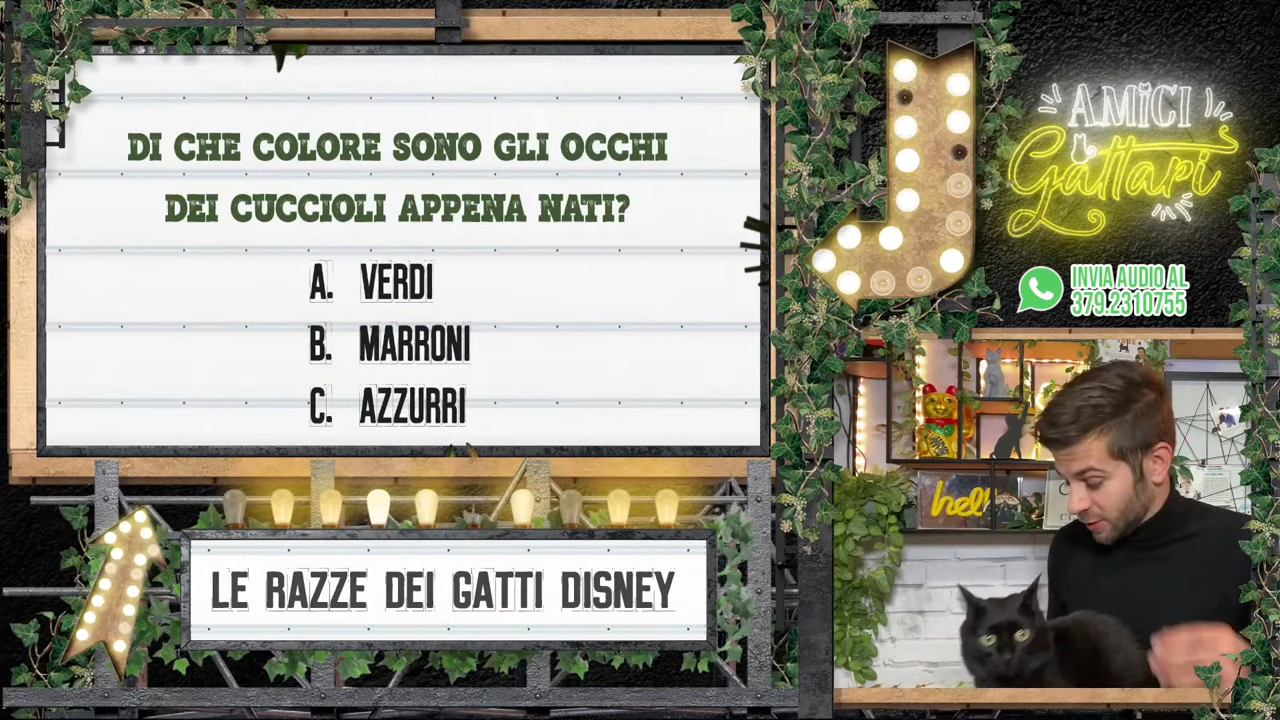 DI CHE COLORE SONO GLI OCCHI
DEI CUCCIOLI APPENA NATI?
A. VERDI
B. MARRONI
C. AZZURRI
LE RAZZE DEI GATTI DISNEY
AMICI
Gattari
INVIA AUDIO AL
379.2310755